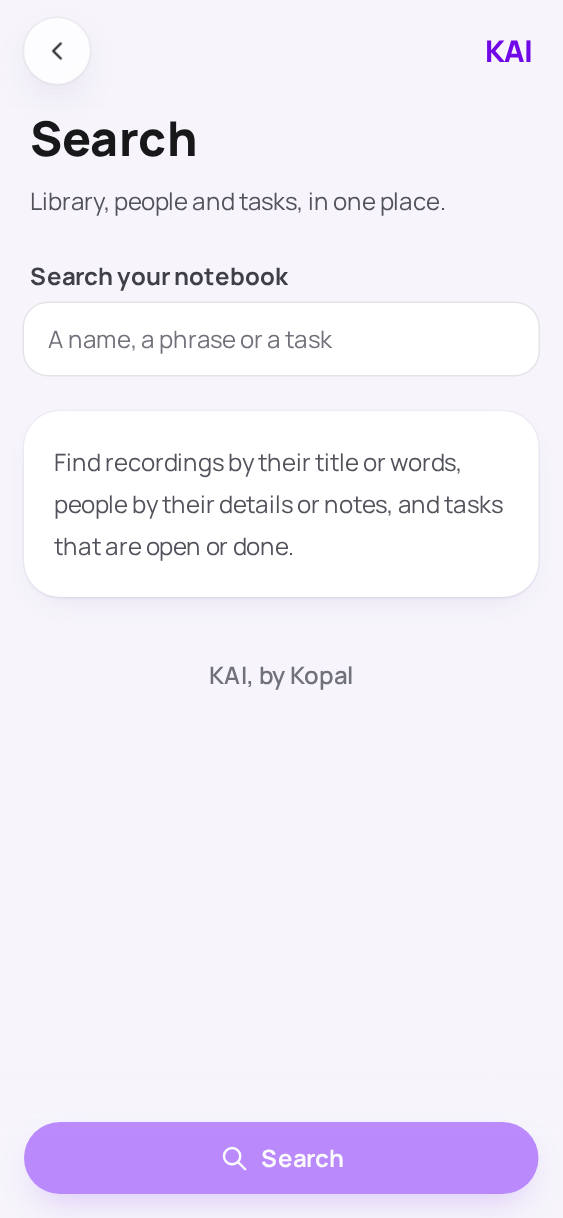 KAI
Search
Library, people and tasks, in one place.
Search your notebook
A name, a phrase or a task
Find recordings by their title or words,
people by their details or notes, and tasks
that are open or done.
KAI, by Kopal
Search